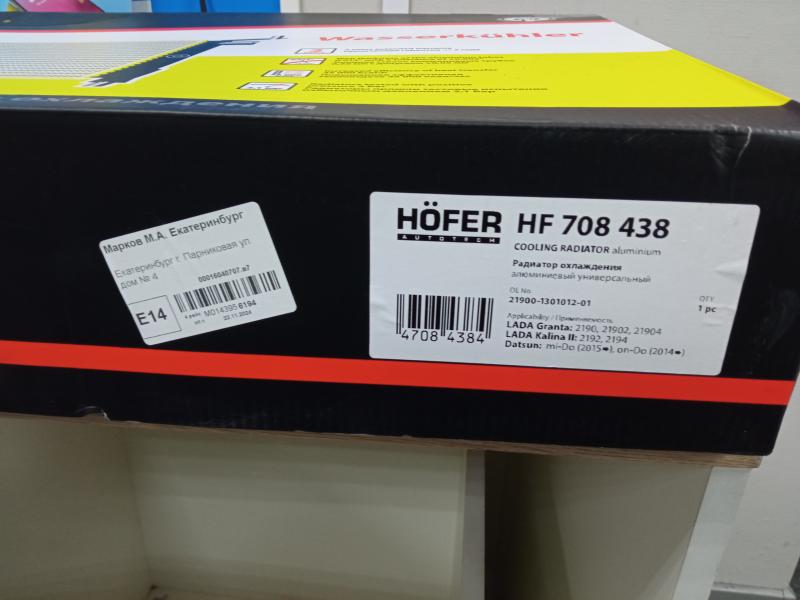 Wasserkühler
охлаждения
Марков М.А. Екатеринбург
Екатеринбург г. Парниковая ул.
дом № 4
00016040707.в7
E14
M014395 6194
22.11.2024
HÖFER
AUTOTECH
HF 708 438
COOLING RADIATOR aluminium
Радиатор охлаждения
алюминиевый универсальный
OE No.
21900-1301012-01
QTY
1 pc
4708 4384
Applicability / Применяемость
LADA Granta: 2190, 21902, 21904
LADA Kalina II: 2192, 2194
Datsun: mi-Do (2015➡), on-Do (2014➡)